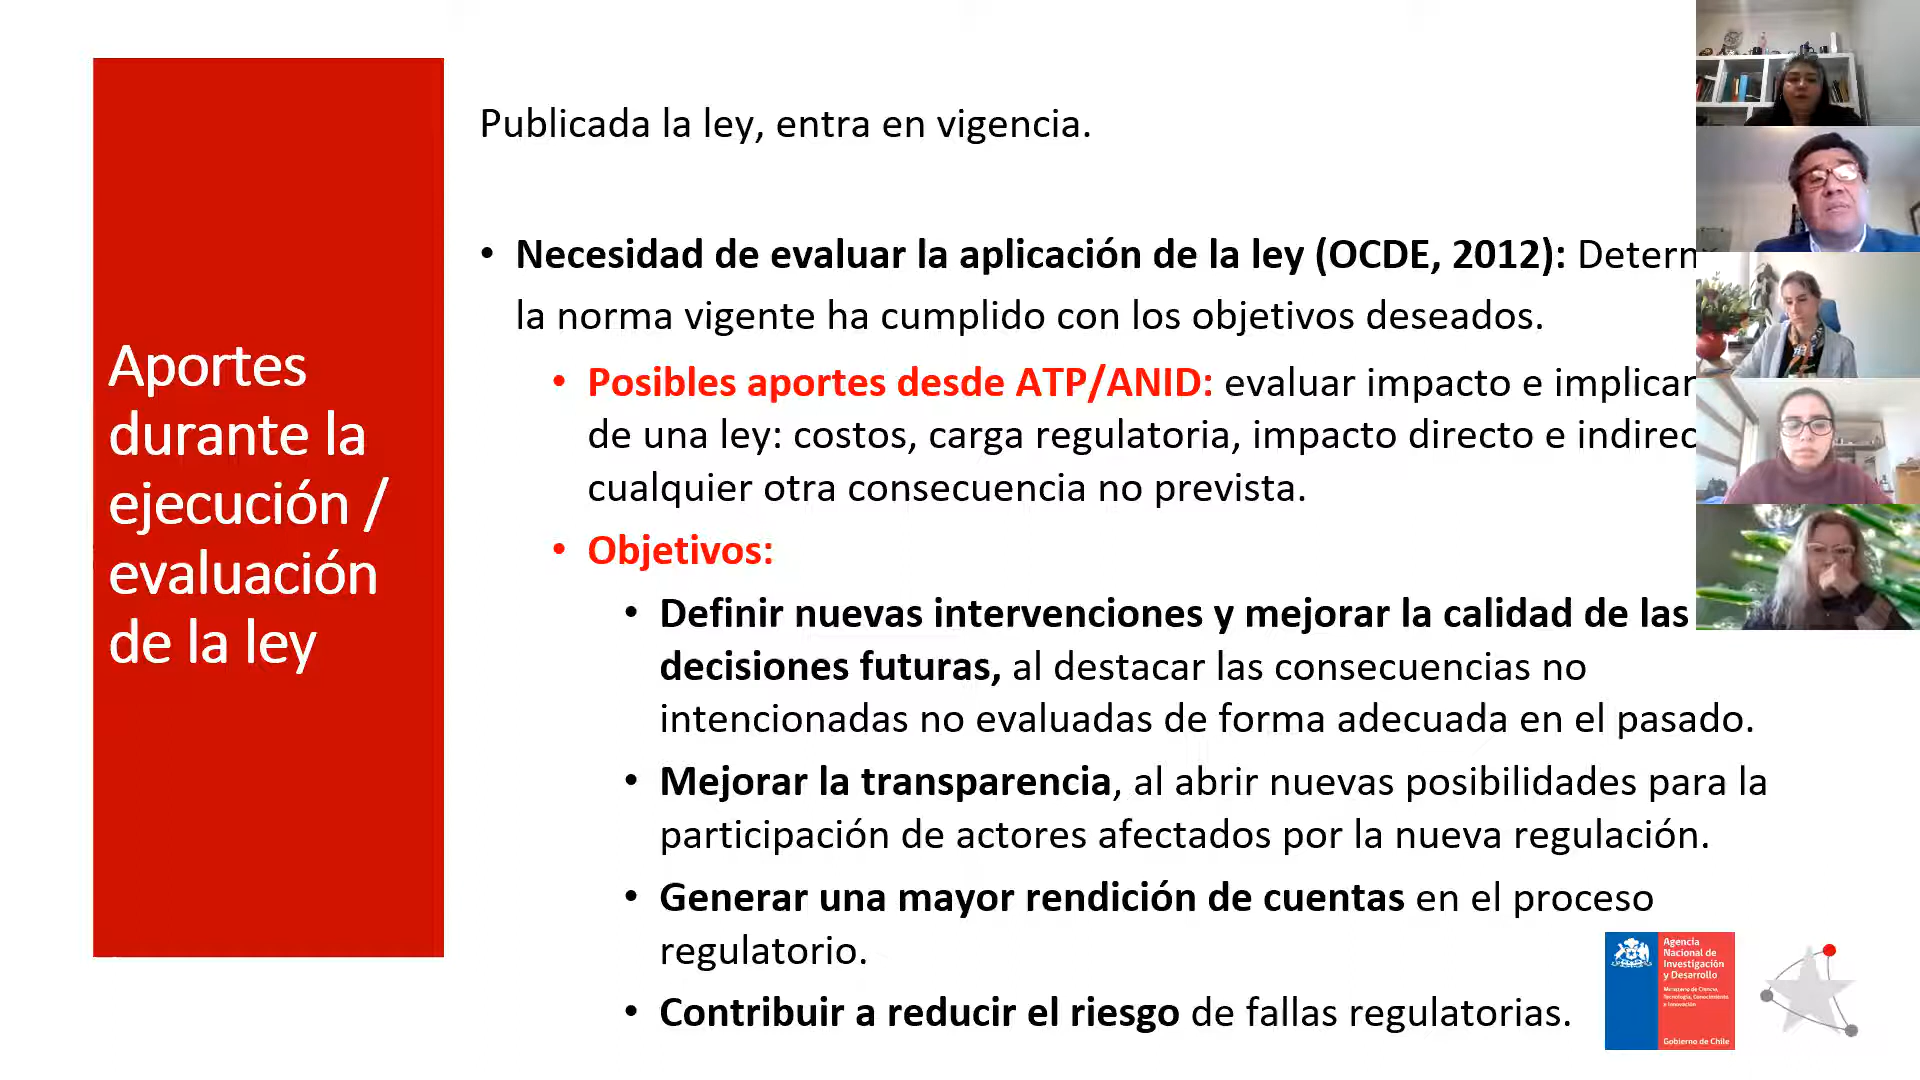 Aportes
durante la
ejecución /
evaluación
de la ley
Publicada la ley, entra en vigencia.
• Necesidad de evaluar la aplicación de la ley (OCDE, 2012):
la norma vigente ha cumplido con los objetivos deseados.
• Posibles aportes desde ATP/ANID: evaluar impacto e
de una ley: costos, carga regulatoria, impacto directo e
cualquier otra consecuencia no prevista.
• Objetivos:
• Definir nuevas intervenciones y mejorar la calidad de las
decisiones futuras, al destacar las consecuencias no
intencionadas no evaluadas de forma adecuada en el pasado.
• Mejorar la transparencia, al abrir nuevas posibilidades para la
participación de actores afectados por la nueva regulación.
• Generar una mayor rendición de cuentas en el proceso
regulatorio.
• Contribuir a reducir el riesgo de fallas regulatorias.
Agencia
Nacional de
Investigación
y Desarrollo
Ministerio de Ciencia,
Tecnología, Conocimiento
e Innovación
Gobierno de Chile